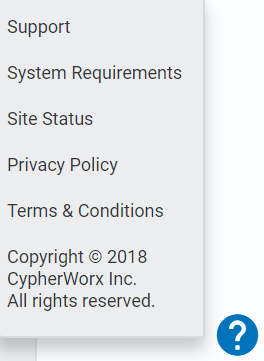 Support
System Requirements
Site Status
Privacy Policy
Terms & Conditions
Copyright © 2018
CypherWorx Inc.
All rights reserved.
?